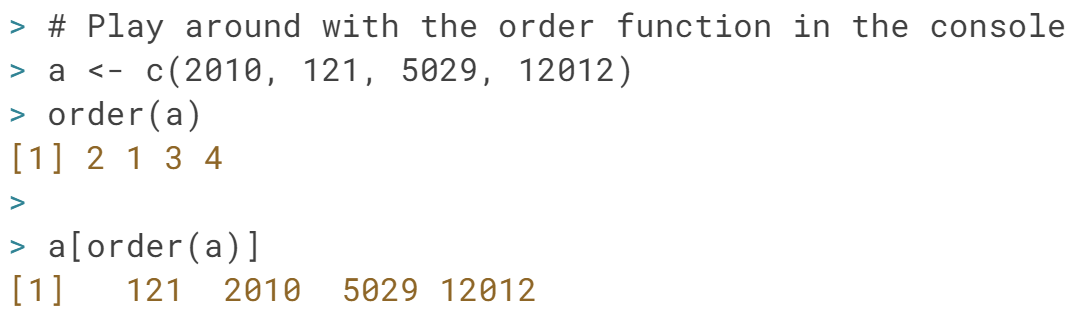 > # Play around with the order function in the console
> a <- c(2010, 121, 5029, 12012)
> order(a)
[1] 2 1 3 4
>
> a[order(a)]
[1]   121  2010  5029 12012